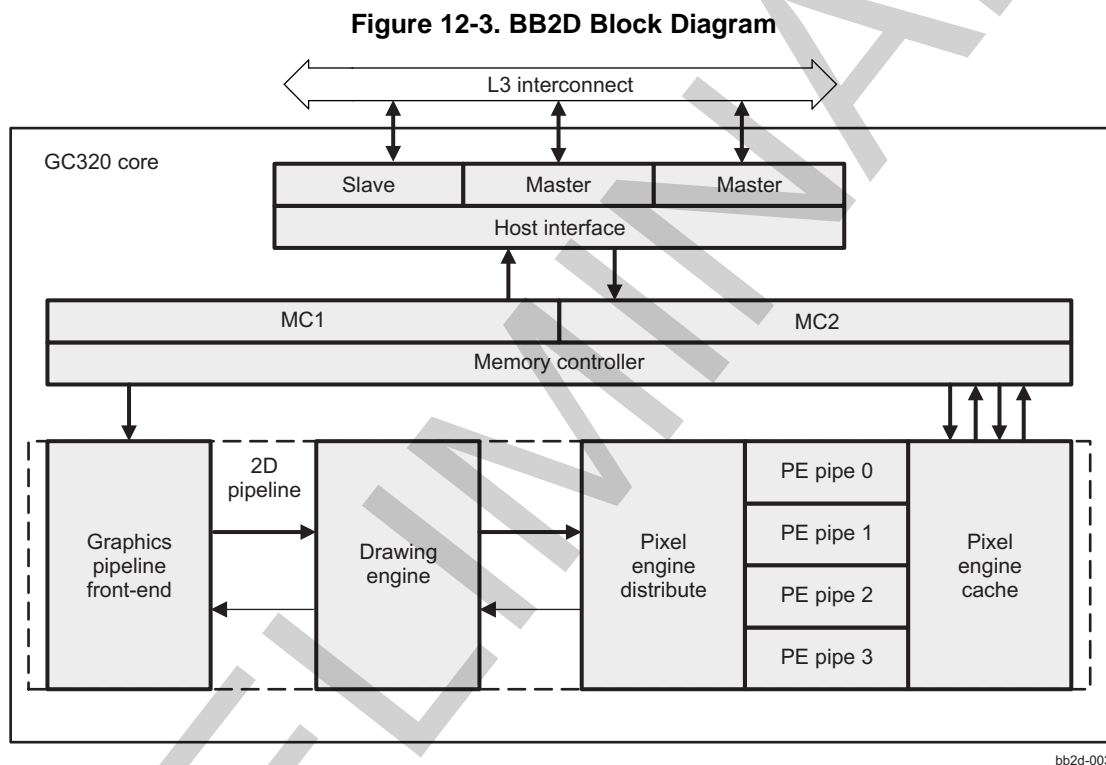 Figure 12-3. BB2D Block Diagram
L3 interconnect
GC320 core
Slave
Master
Master
Host interface
MC1
MC2
Memory controller
2D
pipeline
Graphics
pipeline
front-end
Drawing
engine
Pixel
engine
distribute
PE pipe 0
PE pipe 1
PE pipe 2
PE pipe 3
Pixel
engine
cache
bb2d-003